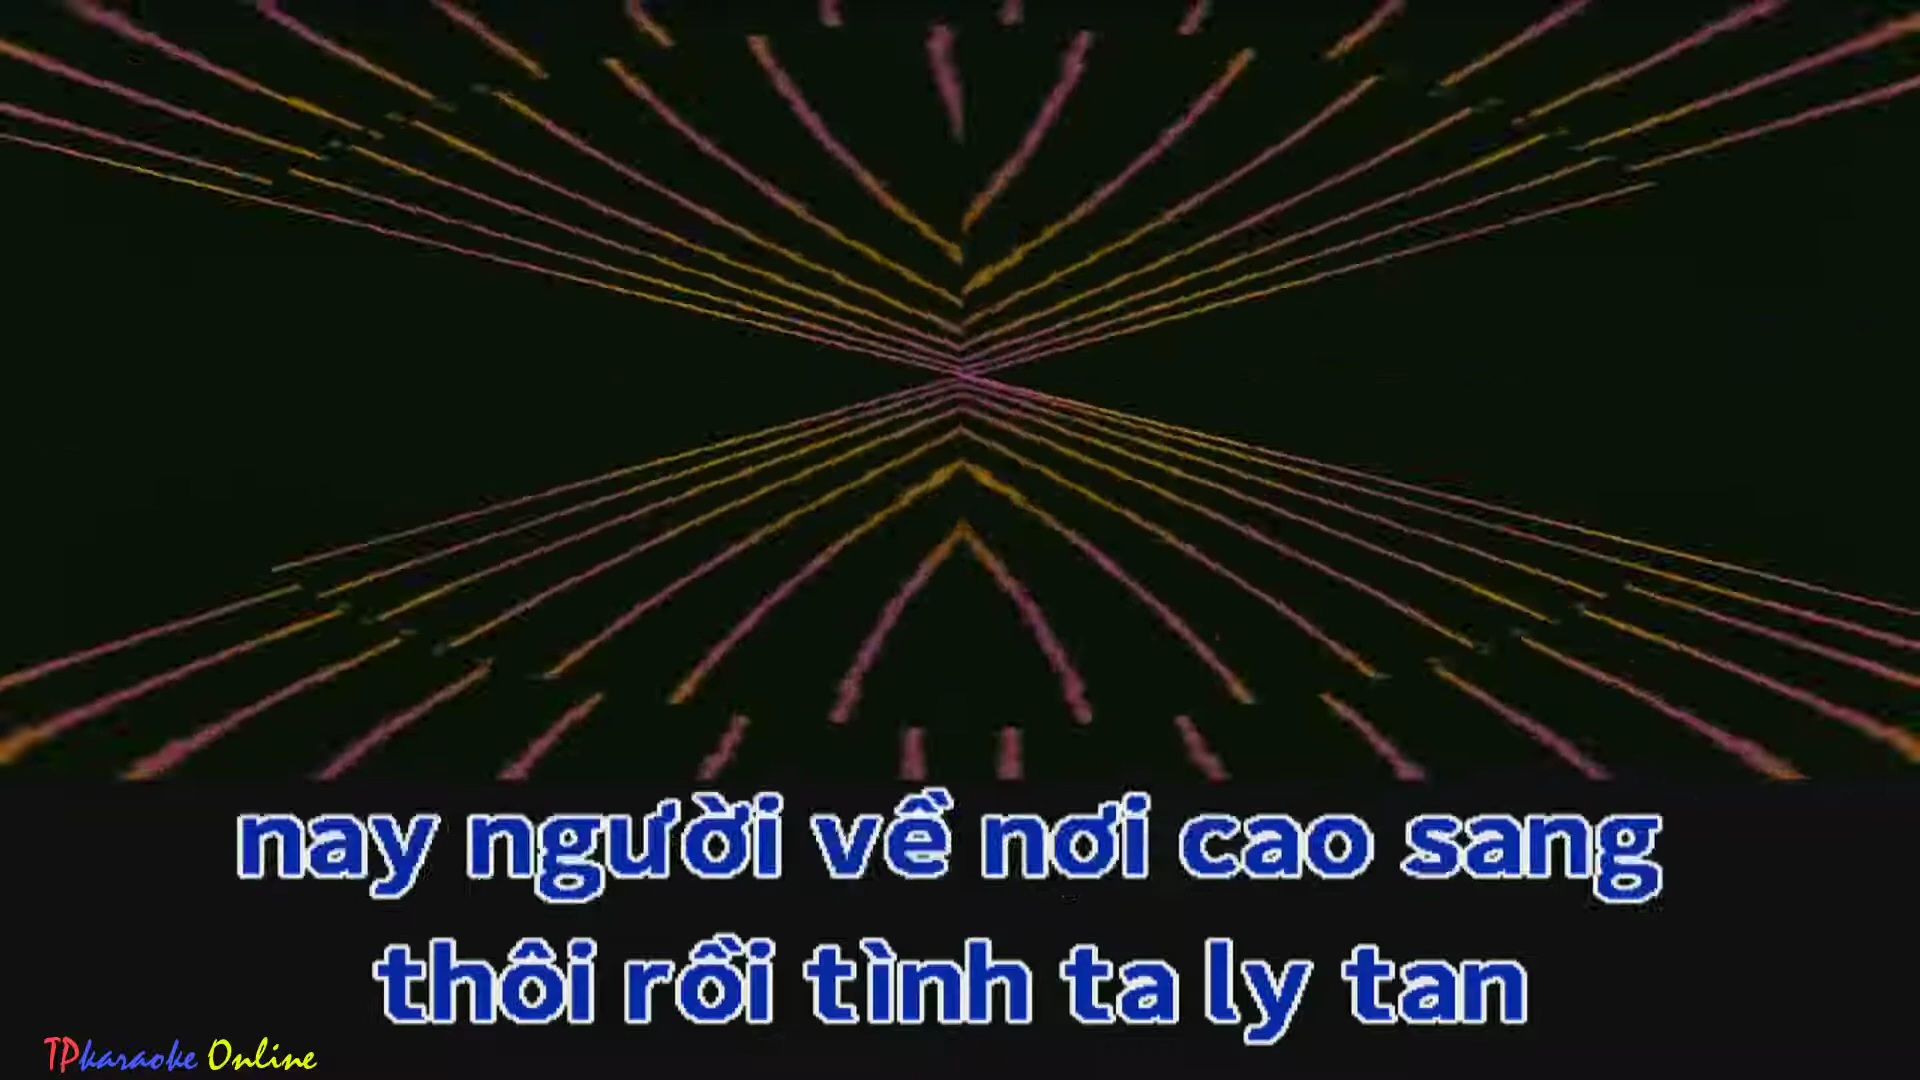 nay người về nơi cao sang
thôi rồi tình ta ly tan
TPkaraoke Online